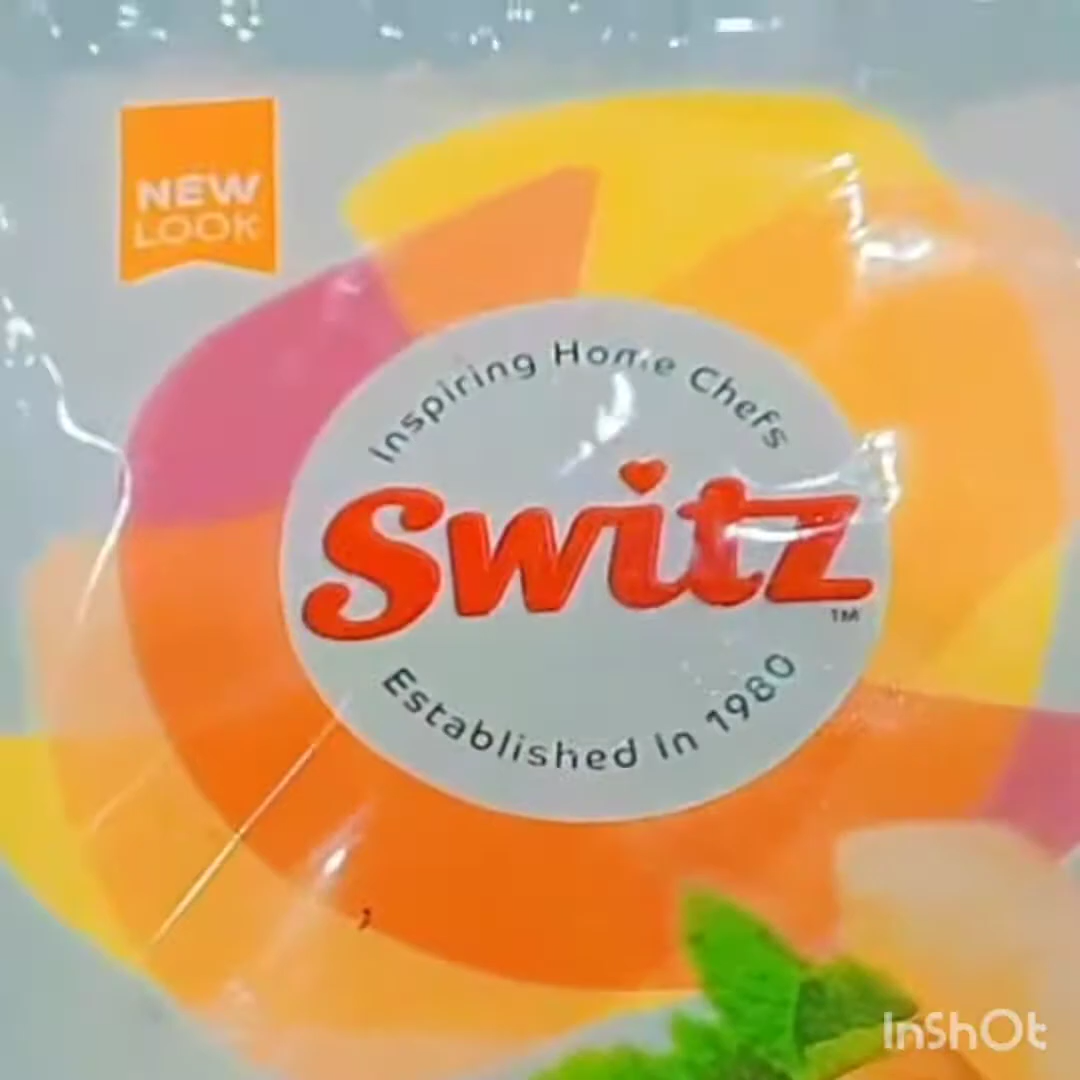 NEW
LOOK
Inspiring Home Chefs
Switz
TM
Established in 1980
InShOt